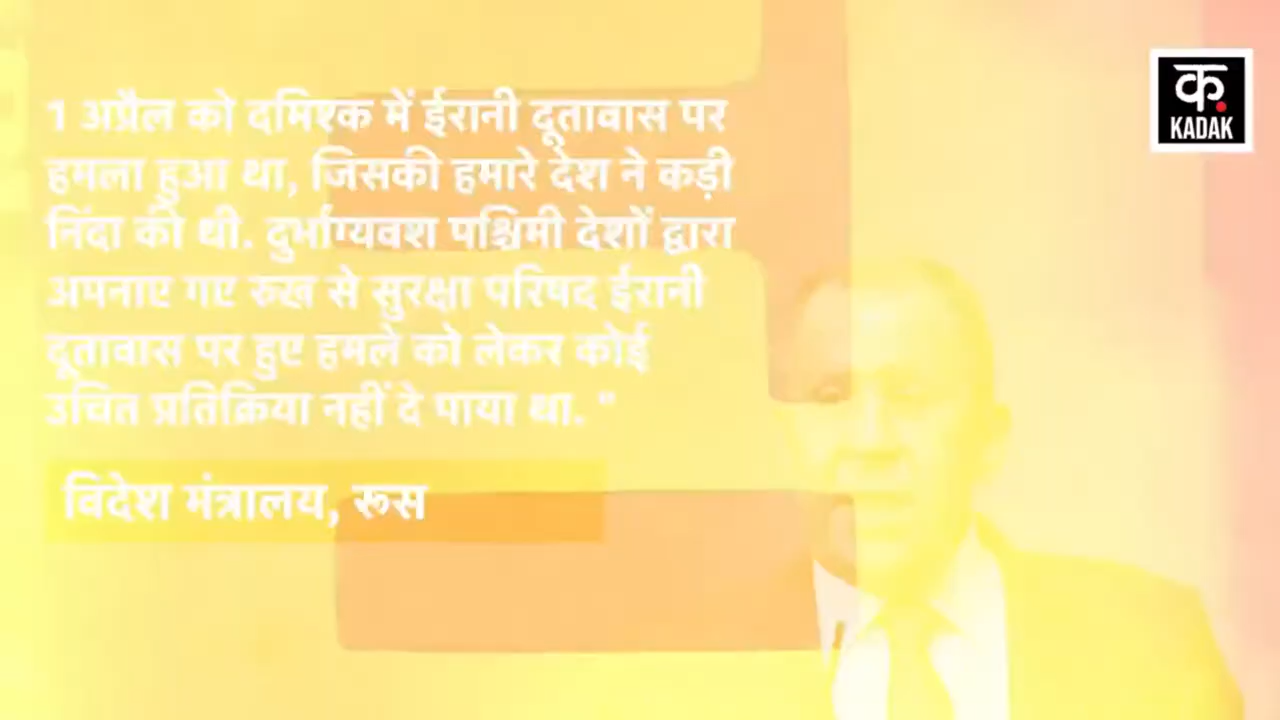 1 अप्रैल को दमिश्क में ईरानी दूतावास पर
हमला हुआ था, जिसकी हमारे देश ने कड़ी
निंदा की थी. दुर्भाग्यवश पश्चिमी देशों द्वारा
अपनाए गए रुख से सुरक्षा परिषद ईरानी
दूतावास पर हुए हमले को लेकर कोई
उचित प्रतिक्रिया नहीं दे पाया था. "
विदेश मंत्रालय, रूस
क.
KADAK